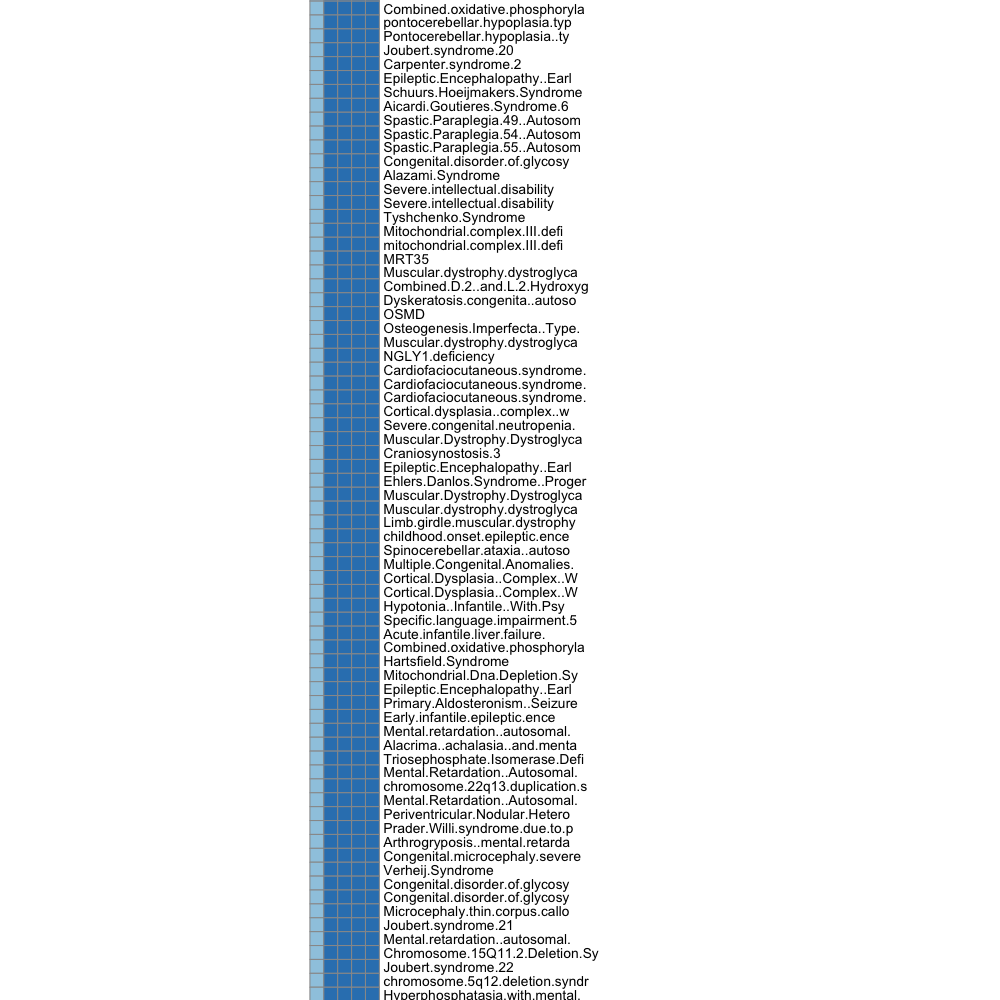 Combined.oxidative.phosphoryla
pontocerebellar.hypoplasia.typ
Pontocerebellar.hypoplasia..ty
Joubert.syndrome.20
Carpenter.syndrome.2
Epileptic.Encephalopathy..Earl
Schuurs.Hoeijmakers.Syndrome
Aicardi.Goutieres.Syndrome.6
Spastic.Paraplegia.49..Autosom
Spastic.Paraplegia.54..Autosom
Spastic.Paraplegia.55..Autosom
Congenital.disorder.of.glycosy
Alazami.Syndrome
Severe.intellectual.disability
Severe.intellectual.disability
Tyshchenko.Syndrome
Mitochondrial.complex.III.defi
mitochondrial.complex.III.defi
MRT35
Muscular.dystrophy.dystroglyca
Combined.D.2..and.L.2.Hydroxyg
Dyskeratosis.congenita..autoso
OSMD
Osteogenesis.Imperfecta..Type.
Muscular.dystrophy.dystroglyca
NGLY1.deficiency
Cardiofaciocutaneous.syndrome.
Cardiofaciocutaneous.syndrome.
Cardiofaciocutaneous.syndrome.
Cortical.dysplasia..complex..w
Severe.congenital.neutropenia.
Muscular.Dystrophy.Dystroglyca
Craniosynostosis.3
Epileptic.Encephalopathy..Earl
Ehlers.Danlos.Syndrome..Proger
Muscular.Dystrophy.Dystroglyca
Muscular.dystrophy.dystroglyca
Limb.girdle.muscular.dystrophy
childhood.onset.epileptic.ence
Spinocerebellar.ataxia..autoso
Multiple.Congenital.Anomalies.
Cortical.Dysplasia..Complex..W
Cortical.Dysplasia..Complex..W
Hypotonia..Infantile..With.Psy
Specific.language.impairment.5
Acute.infantile.liver.failure.
Combined.oxidative.phosphoryla
Hartsfield.Syndrome
Mitochondrial.Dna.Depletion.Sy
Epileptic.Encephalopathy..Earl
Primary.Aldosteronism..Seizure
Early.infantile.epileptic.ence
Mental.retardation..autosomal.
Alacrima..achalasia..and.menta
Triosephosphate.Isomerase.Defi
Mental.Retardation..Autosomal.
chromosome.22q13.duplication.s
Mental.Retardation..Autosomal.
Periventricular.Nodular.Hetero
Prader.Willi.syndrome.due.to.p
Arthrogryposis..mental.retarda
Congenital.microcephaly.severe
Verheij.Syndrome
Congenital.disorder.of.glycosy
Congenital.disorder.of.glycosy
Microcephaly.thin.corpus.callo
Joubert.syndrome.21
Mental.retardation..autosomal.
Chromosome.15Q11.2.Deletion.Sy
Joubert.syndrome.22
chromosome.5q12.deletion.syndr
Hyperphosphatasia.with.mental.